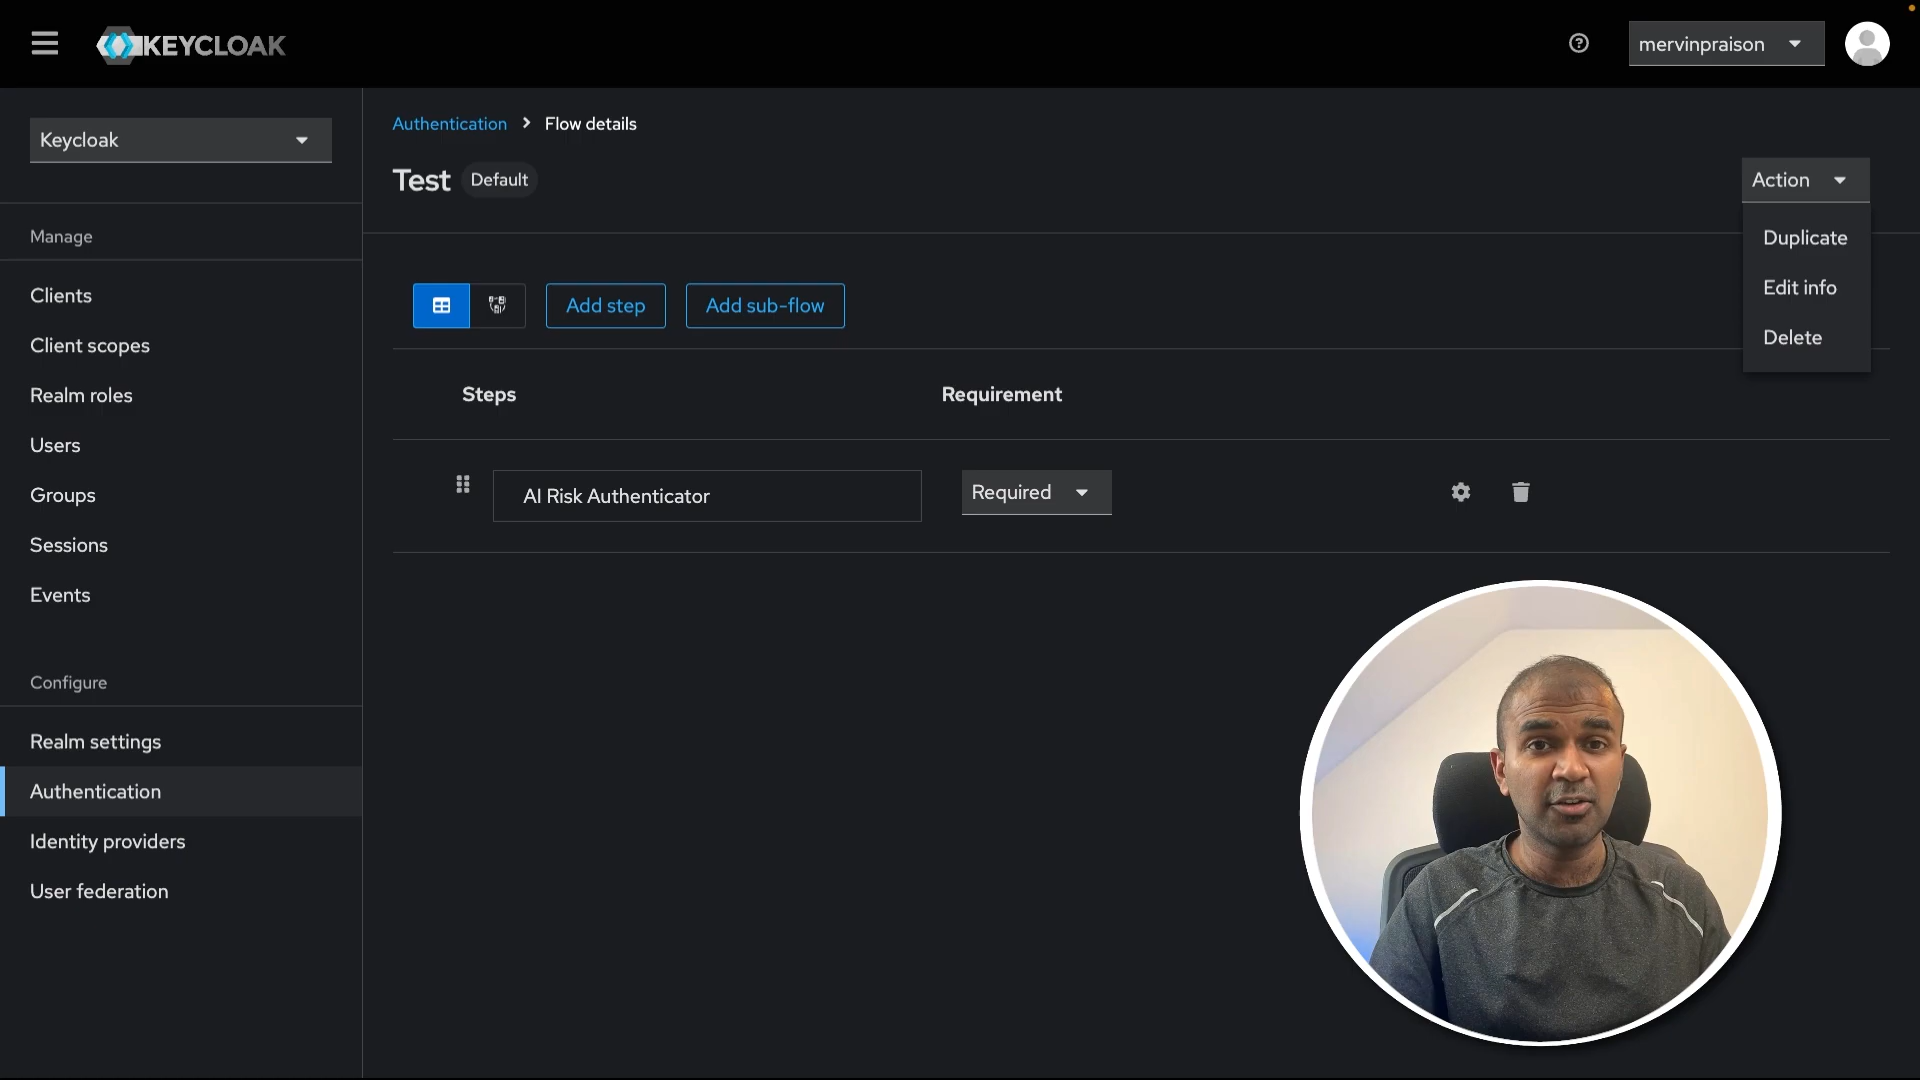 KEYCLOAK
mervinpraison
Keycloak
Manage
Clients
Client scopes
Realm roles
Users
Groups
Sessions
Events
Configure
Realm settings
Authentication
Identity providers
User federation
Authentication > Flow details
Test Default
Action
Duplicate
Edit info
Delete
Add step
Add sub-flow
Steps Requirement
AI Risk Authenticator Required